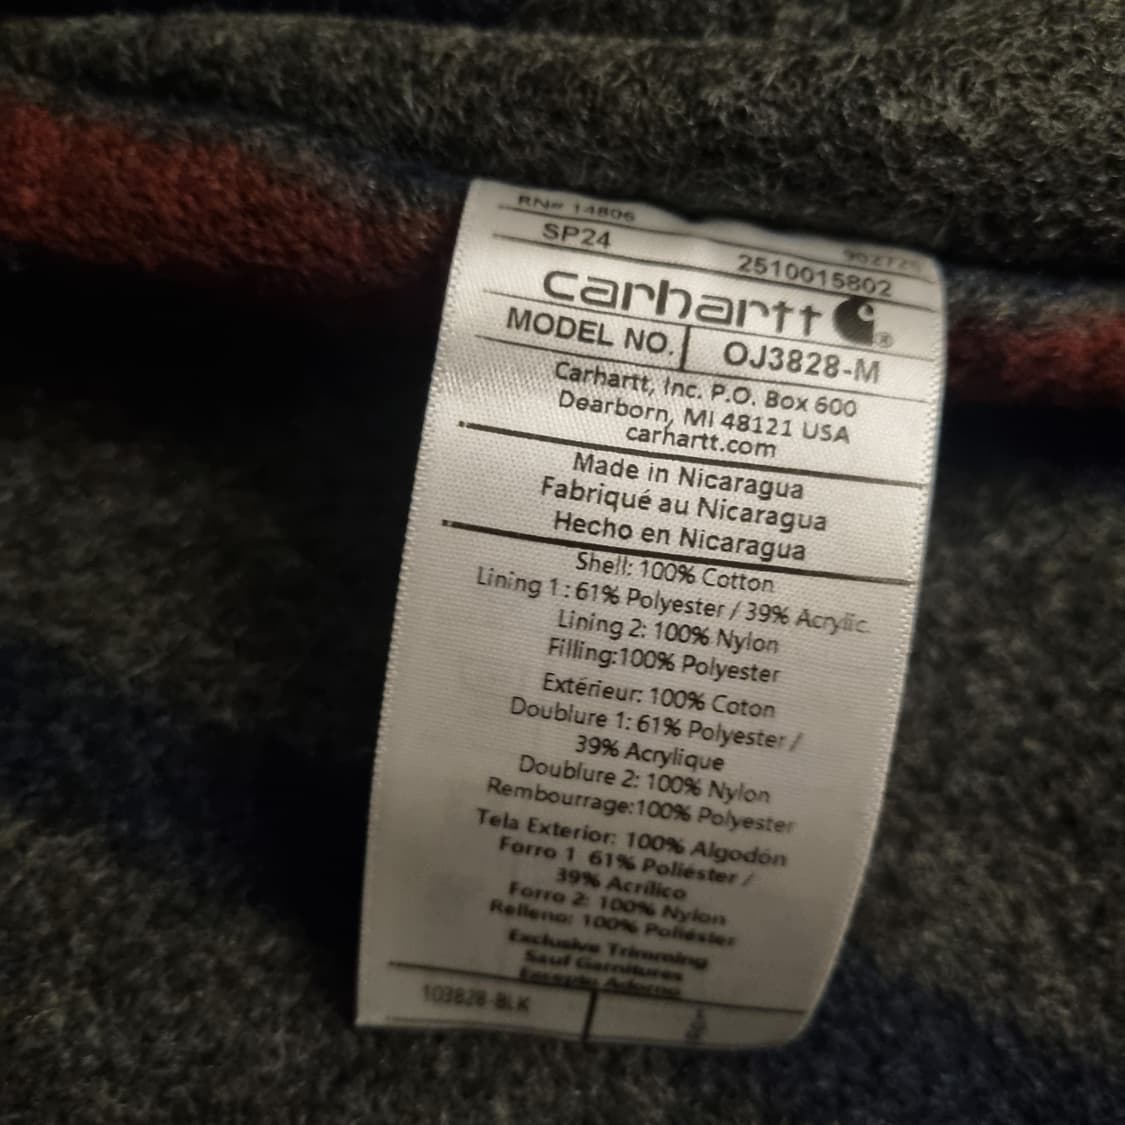 RN# 14806
SP24
2510015802
carhartt ®
MODEL NO. OJ3828-M
Carhartt, Inc. P.O. Box 600
Dearborn, MI 48121 USA
carhartt.com
Made in Nicaragua
Fabriqué au Nicaragua
Hecho en Nicaragua
Shell: 100% Cotton
Lining 1: 61% Polyester / 39% Acrylic
Lining 2: 100% Nylon
Filling:100% Polyester
Extérieur: 100% Coton
Doublure 1: 61% Polyester /
39% Acrylique
Doublure 2: 100% Nylon
Rembourrage:100% Polyester
Tela Exterior: 100% Algodón
Forro 1 61% Poliéster /
39% Acrílico
Forro 2: 100% Nylon
Relleno: 100% Poliéster
Exclusive Trimming
Sauf Garnitures
Excepto Adorno
103828-BLK